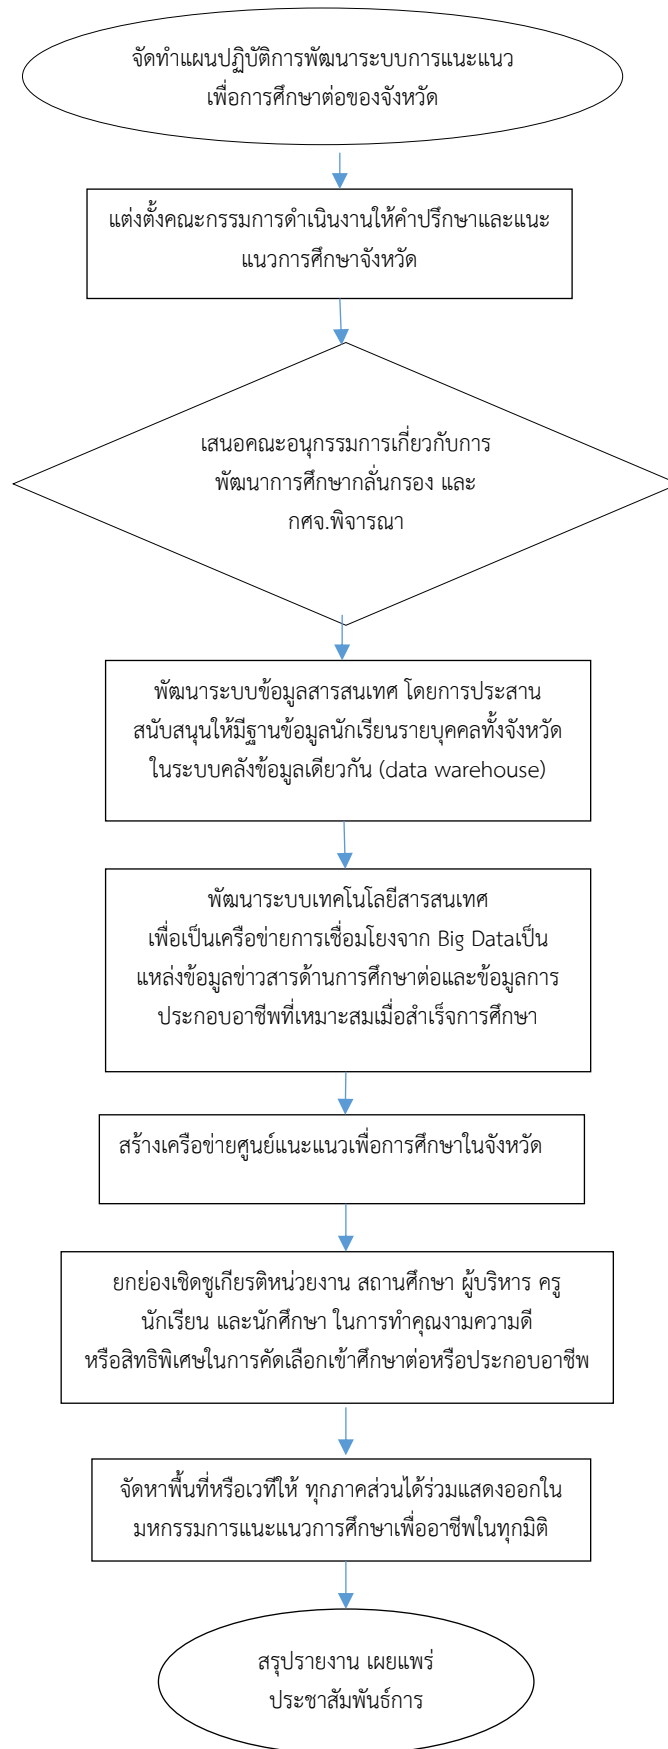 จัดทำแผนปฏิบัติการพัฒนาระบบการแนะแนว
เพื่อการศึกษาต่อของจังหวัด
แต่งตั้งคณะกรรมการดำเนินงานให้คำปรึกษาและแนะ
แนวการศึกษาจังหวัด
เสนอคณะอนุกรรมการเกี่ยวกับการ
พัฒนาการศึกษากลั่นกรอง และ
กศจ.พิจารณา
พัฒนาระบบข้อมูลสารสนเทศ โดยการประสาน
สนับสนุนให้มีฐานข้อมูลนักเรียนรายบุคคลทั้งจังหวัด
ในระบบคลังข้อมูลเดียวกัน (data warehouse)
พัฒนาระบบเทคโนโลยีสารสนเทศ
เพื่อเป็นเครือข่ายการเชื่อมโยงจาก Big Dataเป็น
แหล่งข้อมูลข่าวสารด้านการศึกษาต่อและข้อมูลการ
ประกอบอาชีพที่เหมาะสมเมื่อสำเร็จการศึกษา
สร้างเครือข่ายศูนย์แนะแนวเพื่อการศึกษาในจังหวัด
ยกย่องเชิดชูเกียรติหน่วยงาน สถานศึกษา ผู้บริหาร ครู
นักเรียน และนักศึกษา ในการทำคุณงามความดี
หรือสิทธิพิเศษในการคัดเลือกเข้าศึกษาต่อหรือประกอบอาชีพ
จัดหาพื้นที่หรือเวทีให้ ทุกภาคส่วนได้ร่วมแสดงออกใน
มหกรรมการแนะแนวการศึกษาเพื่ออาชีพในทุกมิติ
สรุปรายงาน เผยแพร่
ประชาสัมพันธ์การ